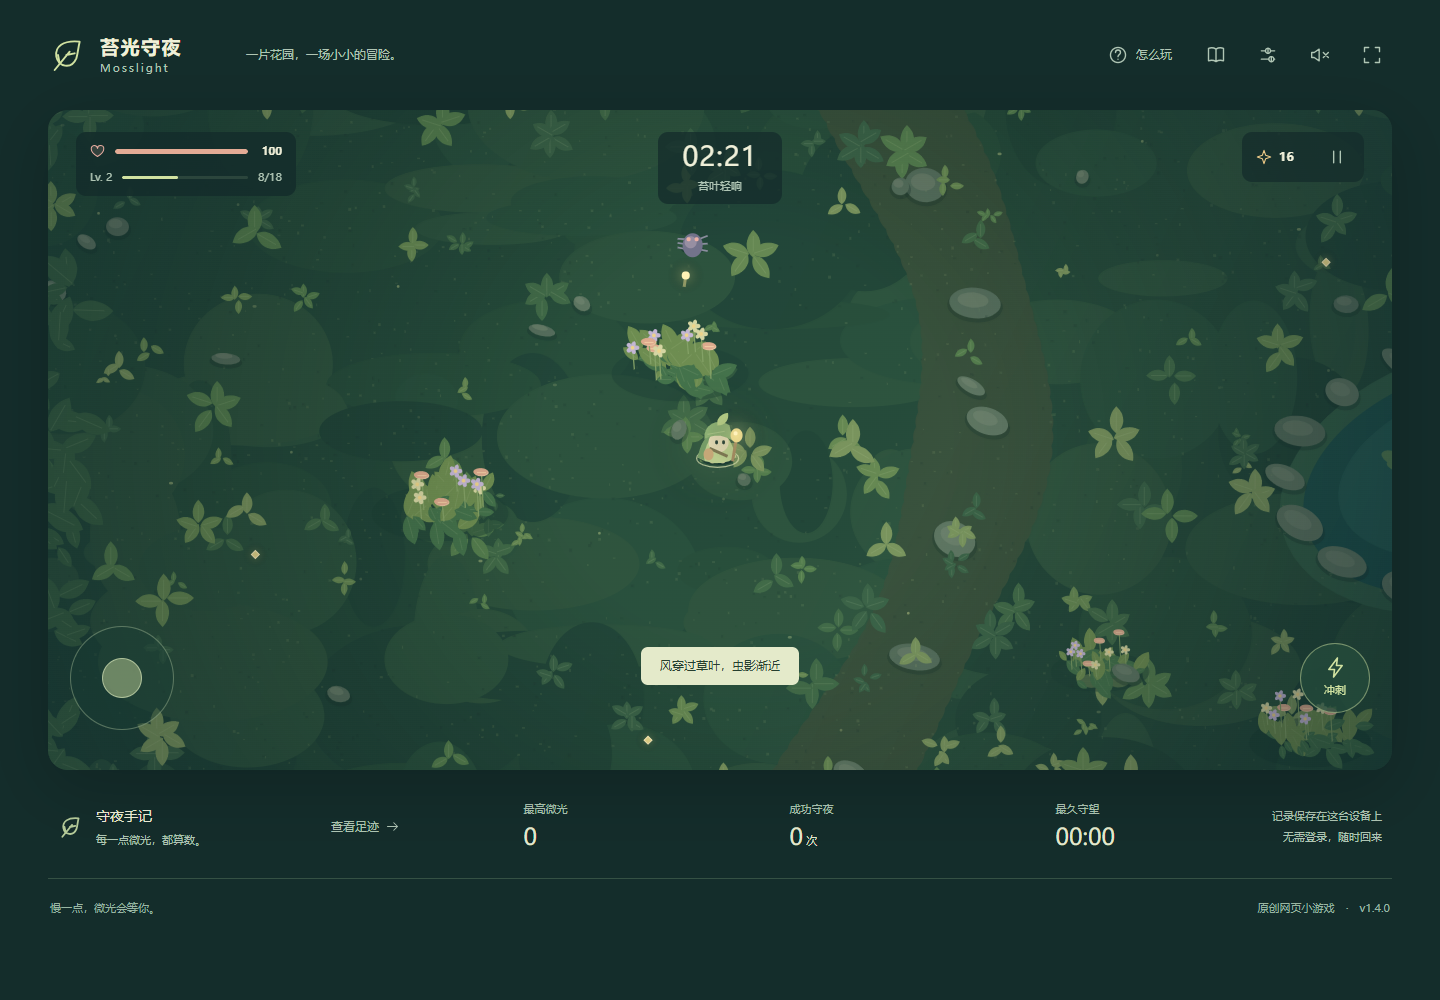 苔光守夜
Mosslight
一片花园，一场小小的冒险。
怎么玩
100
Lv. 2
8/18
02:21
苔叶轻响
16
风穿过草叶，虫影渐近
冲刺
守夜手记
每一点微光，都算数。
查看足迹 →
最高微光
0
成功守夜
0 次
最久守望
00:00
记录保存在这台设备上
无需登录，随时回来
慢一点，微光会等你。
原创网页小游戏 · v1.4.0